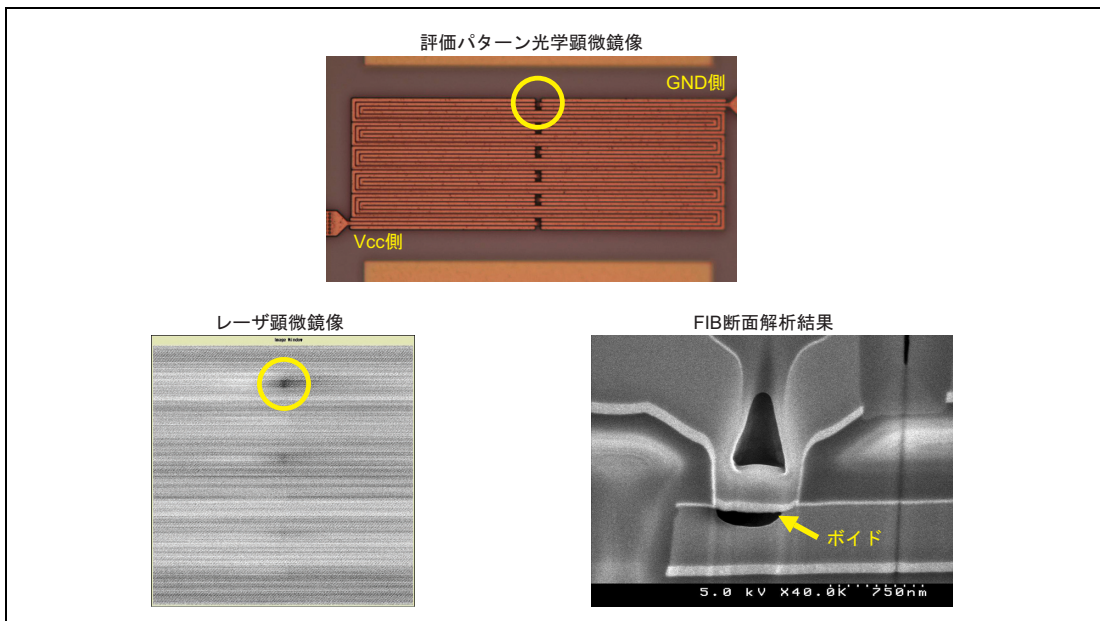 評価パターン光学顕微鏡像
GND側
Vcc側
レーザ顕微鏡像
Image Window
FIB断面解析結果
ボイド
5.0 kV X40.0K 750nm